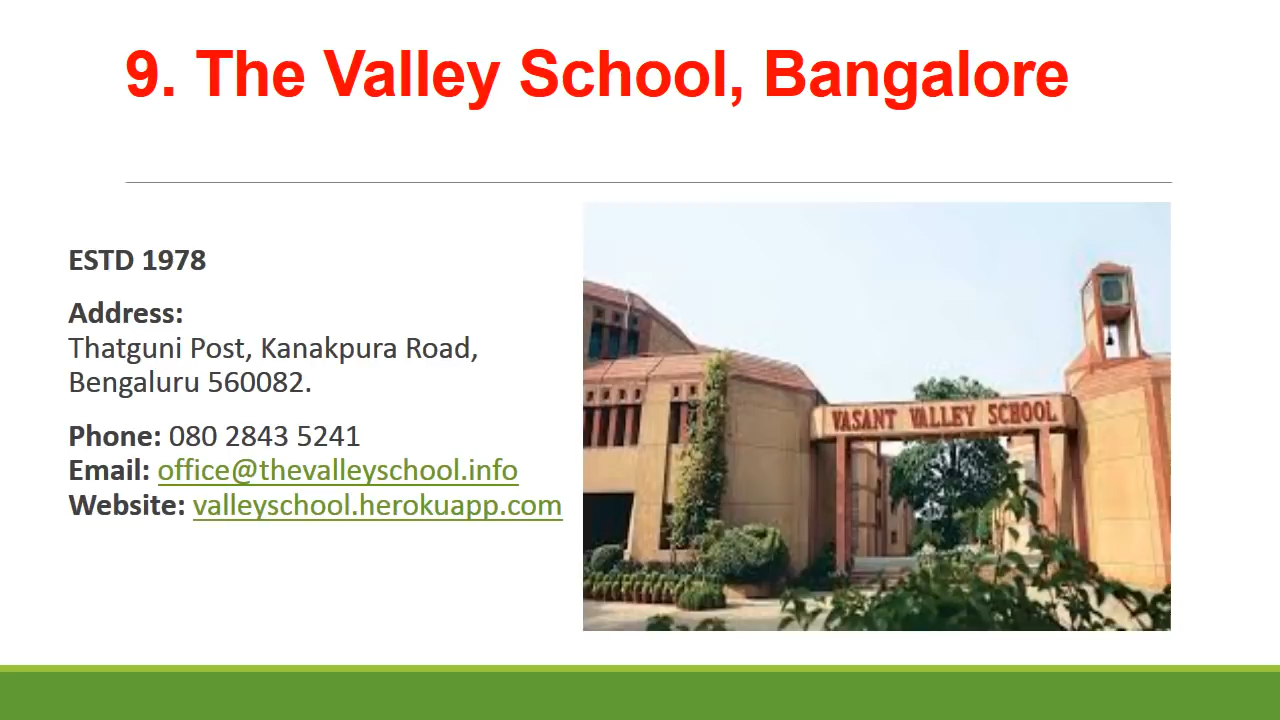 9. The Valley School, Bangalore
ESTD 1978
Address:
Thatguni Post, Kanakpura Road,
Bengaluru 560082.
Phone: 080 2843 5241
Email: office@thevalleyschool.info
Website: valleyschool.herokuapp.com
VASANT VALLEY SCHOOL